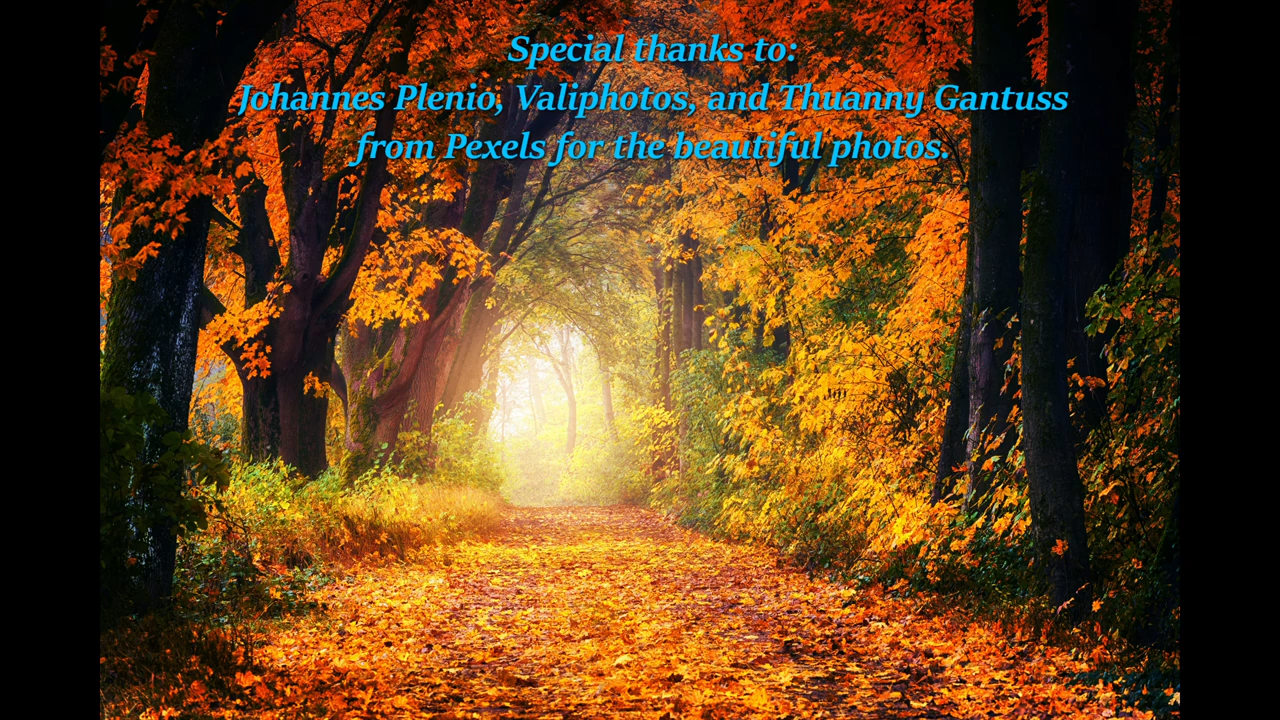 Special thanks to:
Johannes Plenio, Valiphotos, and Thuanny Gantuss
from Pexels for the beautiful photos.